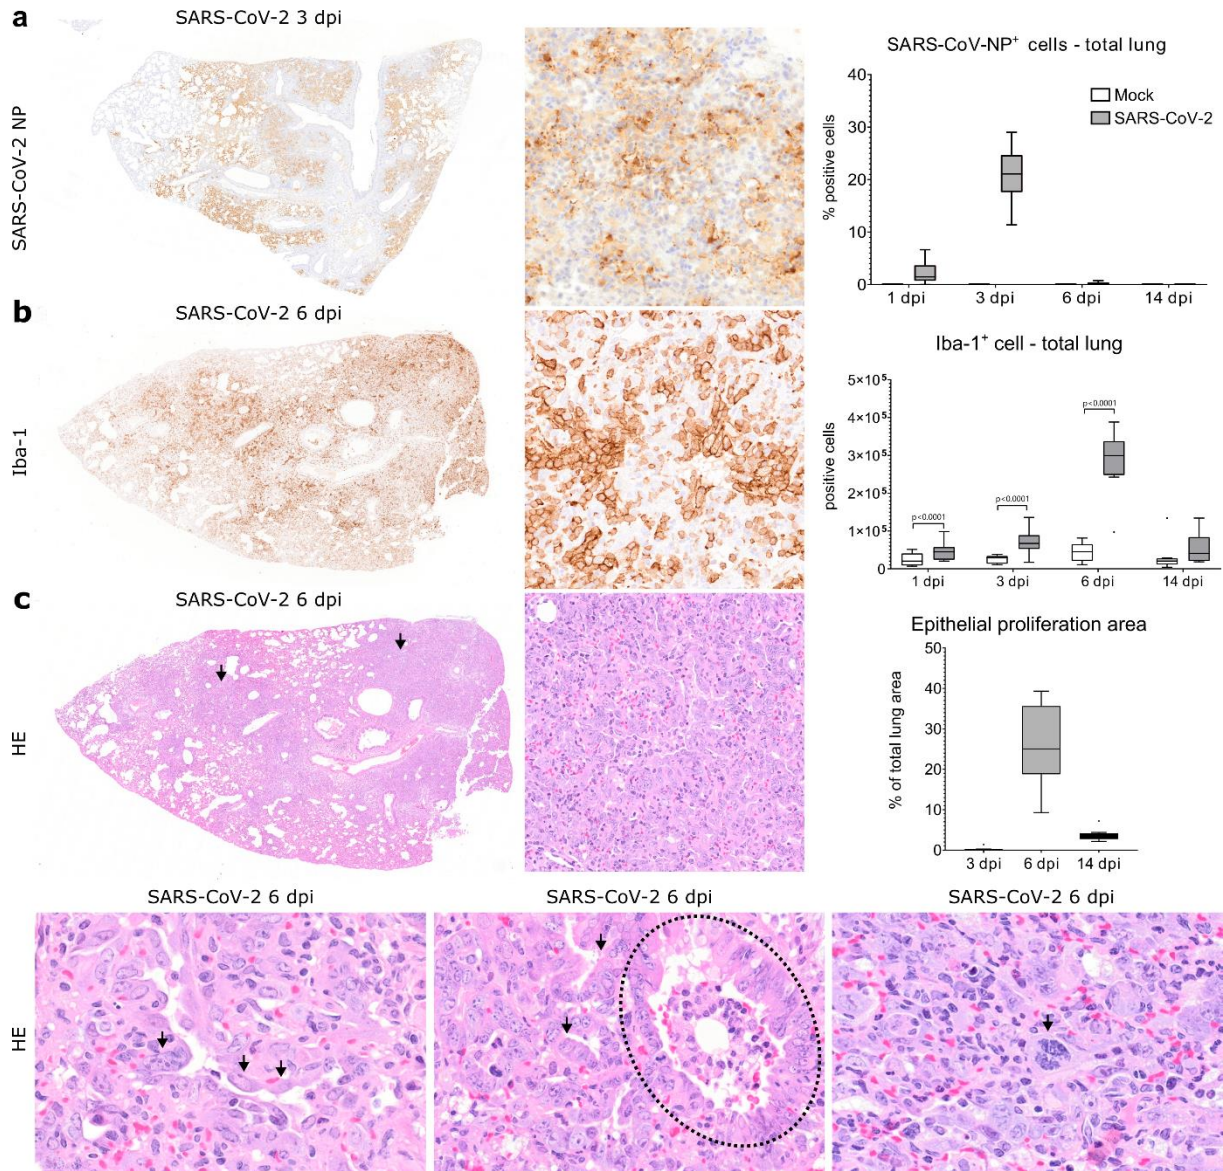 a
SARS-CoV-2 3 dpi
SARS-CoV-2 NP
SARS-CoV-NP⁺ cells - total lung
% positive cells
40
30
20
10
0
Mock
SARS-CoV-2
1 dpi 3 dpi 6 dpi 14 dpi
b
SARS-CoV-2 6 dpi
Iba-1
Iba-1⁺ cell - total lung
positive cells
5×10⁵
4×10⁵
3×10⁵
2×10⁵
1×10⁵
0
p<0.0001
p<0.0001
p<0.0001
1 dpi 3 dpi 6 dpi 14 dpi
c
SARS-CoV-2 6 dpi
HE
Epithelial proliferation area
% of total lung area
50
40
30
20
10
0
3 dpi 6 dpi 14 dpi
SARS-CoV-2 6 dpi
SARS-CoV-2 6 dpi
SARS-CoV-2 6 dpi
HE